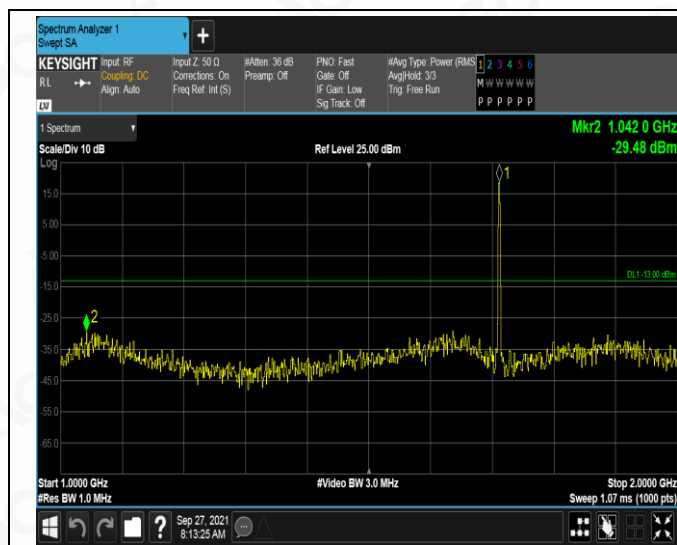 Spectrum Analyzer 1
Swept SA
+
KEYSIGHT
RL
LXI
Input: RF
Coupling: DC
Align: Auto
Input Z: 50 Ω
Corrections: On
Freq Ref: Int (S)
#Atten: 36 dB
Preamp: Off
PNO: Fast
Gate: Off
IF Gain: Low
Sig Track: Off
#Avg Type: Power (RMS
Avg|Hold: 3/3
Trig: Free Run
1 2 3 4 5 6
M W W W W W
P P P P P P
1 Spectrum
Mkr2 1.042 0 GHz
-29.48 dBm
Scale/Div 10 dB
Ref Level 25.00 dBm
Log
1
15.0
5.00
-5.00
DL1 -13.00 dBm
-15.0
-25.0
2
-35.0
-45.0
-55.0
-65.0
Start 1.0000 GHz
#Video BW 3.0 MHz
Stop 2.0000 GHz
#Res BW 1.0 MHz
Sweep 1.07 ms (1000 pts)
?
Sep 27, 2021
8:13:25 AM